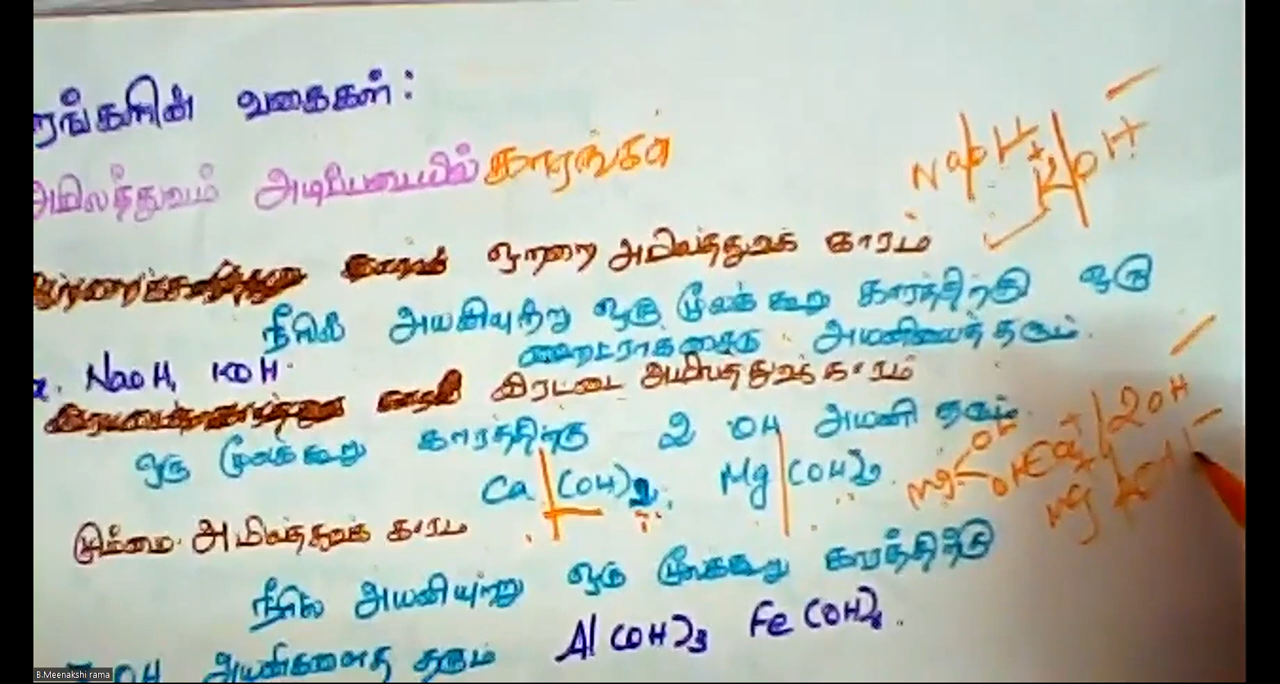 ரங்களின் வகைகள் :
அமிலத்துவம் அடிப்படையில் காரங்கள்
NaOH KOH
ஒற்றை அமிலத்துவக் காரம்
நீரில் அயனியுற்று ஒரு மூலக்கூறு காரத்திற்கு ஒரு
அயனியைத் தரும்.
NaOH, KOH.
இரட்டை அமிலத்துவக் காரம்
ஒரு மூலக்கூறு காரத்திற்கு 2 OH அயனி தரும்.
Ca (OH)2, Mg (OH)2.
மும்மை அமிலத்துவக் காரம்
நீரில் அயனியுற்று ஒரு மூலக்கூறு காரத்திற்கு
OH அயனிகளைத் தரும் Al(OH)3 Fe(OH)3.
B.Meenakshi rama